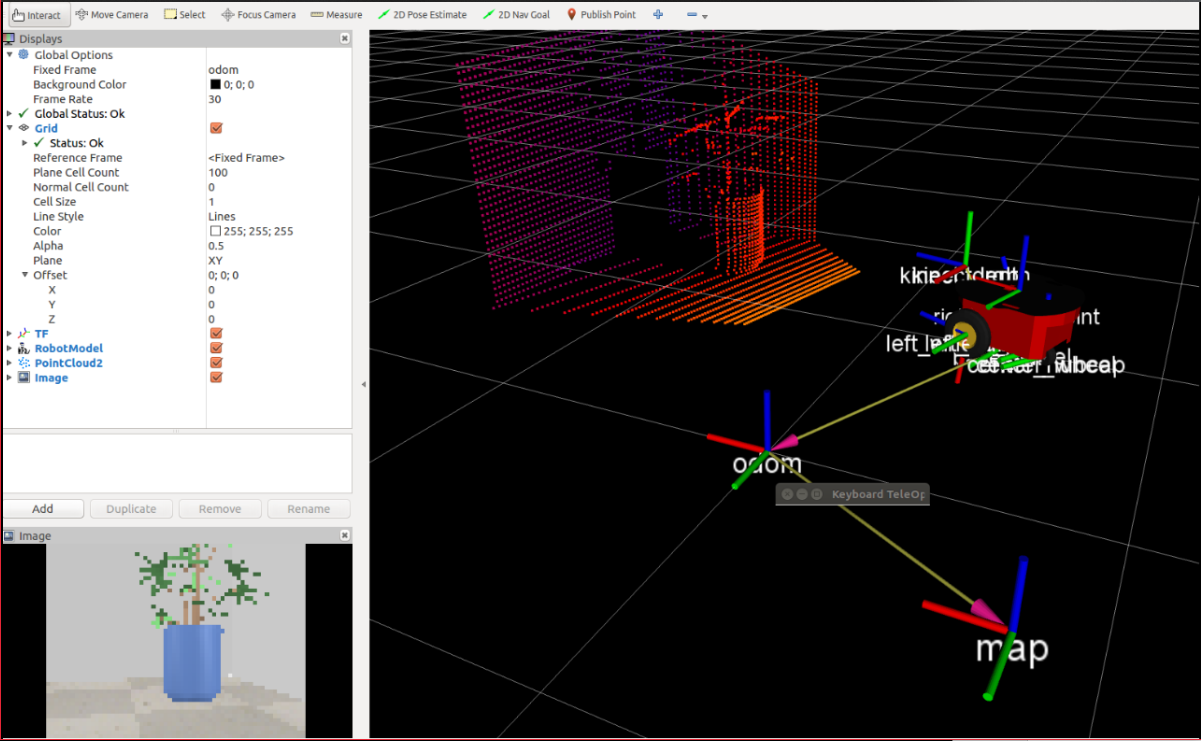 Interact Move Camera Select Focus Camera Measure 2D Pose Estimate 2D Nav Goal Publish Point
Displays
Global Options
Fixed Frame odom
Background Color 0; 0; 0
Frame Rate 30
Global Status: Ok
Grid
Status: Ok
Reference Frame <Fixed Frame>
Plane Cell Count 100
Normal Cell Count 0
Cell Size 1
Line Style Lines
Color 255; 255; 255
Alpha 0.5
Plane XY
Offset 0; 0; 0
X 0
Y 0
Z 0
TF
RobotModel
PointCloud2
Image
Add Duplicate Remove Rename
Image
odom
Keyboard TeleOp
map